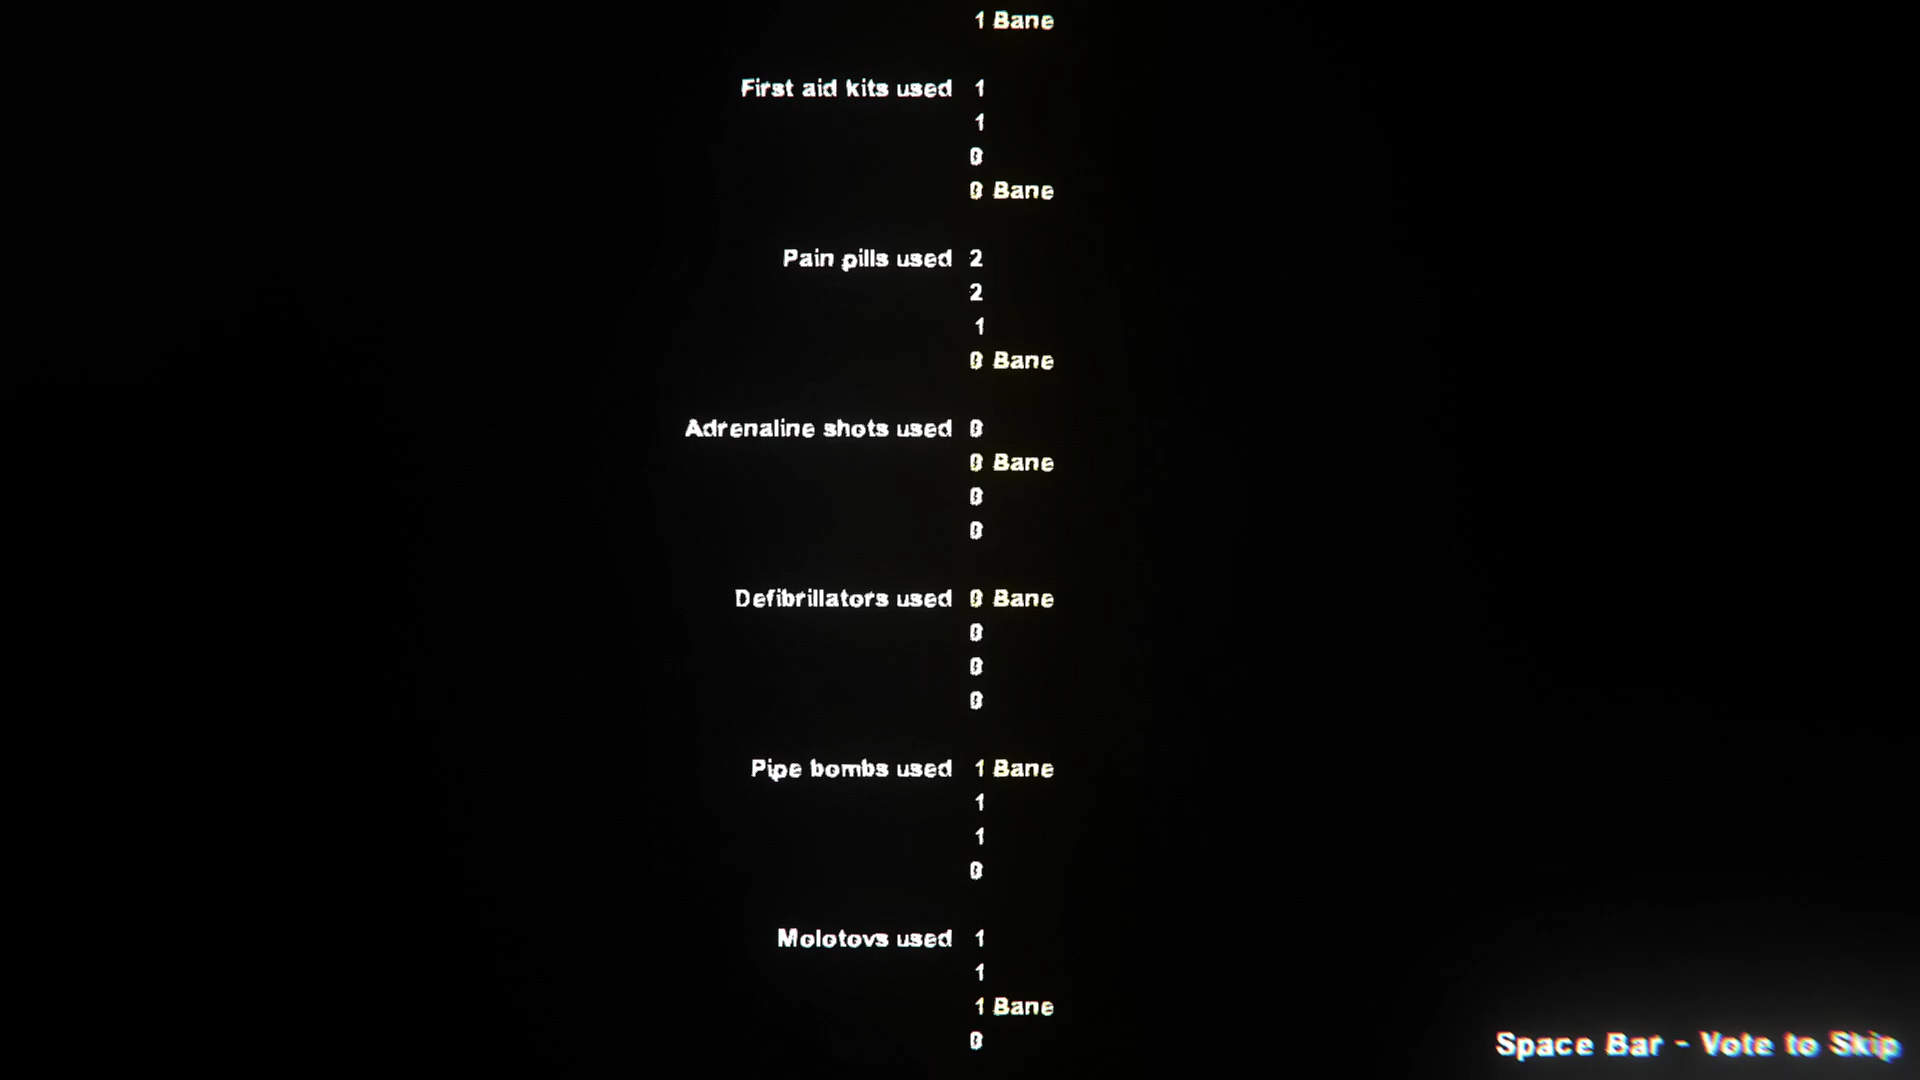 1 Bane
First aid kits used 1
1
0
0 Bane
Pain pills used 2
2
1
0 Bane
Adrenaline shots used 0
0 Bane
0
0
Defibrillators used 0 Bane
0
0
0
Pipe bombs used 1 Bane
1
1
0
Molotovs used 1
1
1 Bane
0
Space Bar - Vote to Skip